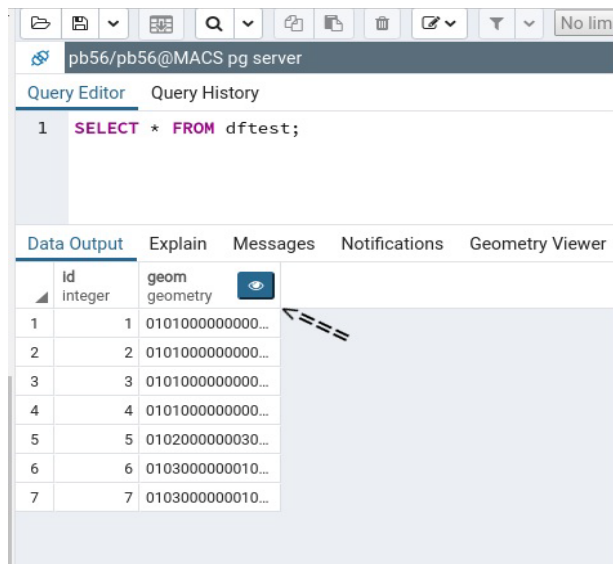 No lim
pb56/pb56@MACS pg server
Query Editor Query History
1 SELECT * FROM dftest;
Data Output Explain Messages Notifications Geometry Viewer
id geom
integer geometry
1 1 0101000000000...
2 2 0101000000000...
3 3 0101000000000...
4 4 0101000000000...
5 5 0102000000030...
6 6 0103000000010...
7 7 0103000000010...